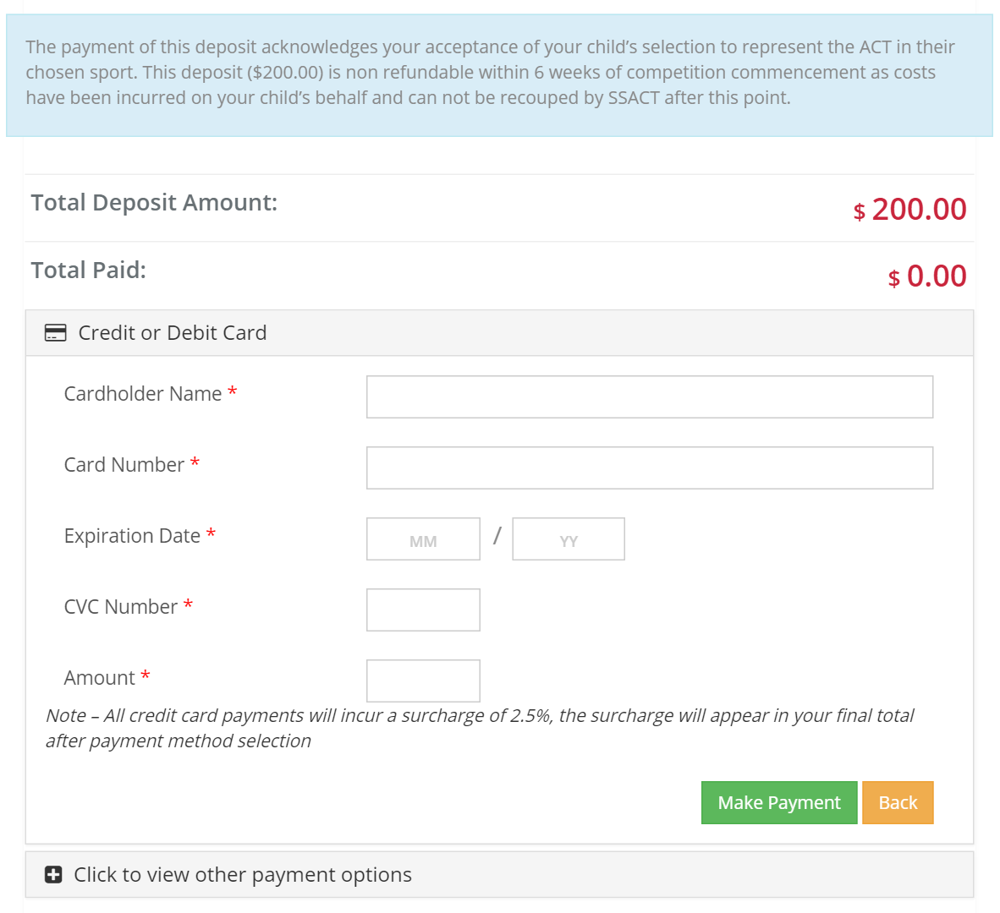 The payment of this deposit acknowledges your acceptance of your child’s selection to represent the ACT in their
chosen sport. This deposit ($200.00) is non refundable within 6 weeks of competition commencement as costs
have been incurred on your child’s behalf and can not be recouped by SSACT after this point.
Total Deposit Amount:
$ 200.00
Total Paid:
$ 0.00
Credit or Debit Card
Cardholder Name *
Card Number *
Expiration Date *
MM / YY
CVC Number *
Amount *
Note – All credit card payments will incur a surcharge of 2.5%, the surcharge will appear in your final total
after payment method selection
Make Payment
Back
Click to view other payment options